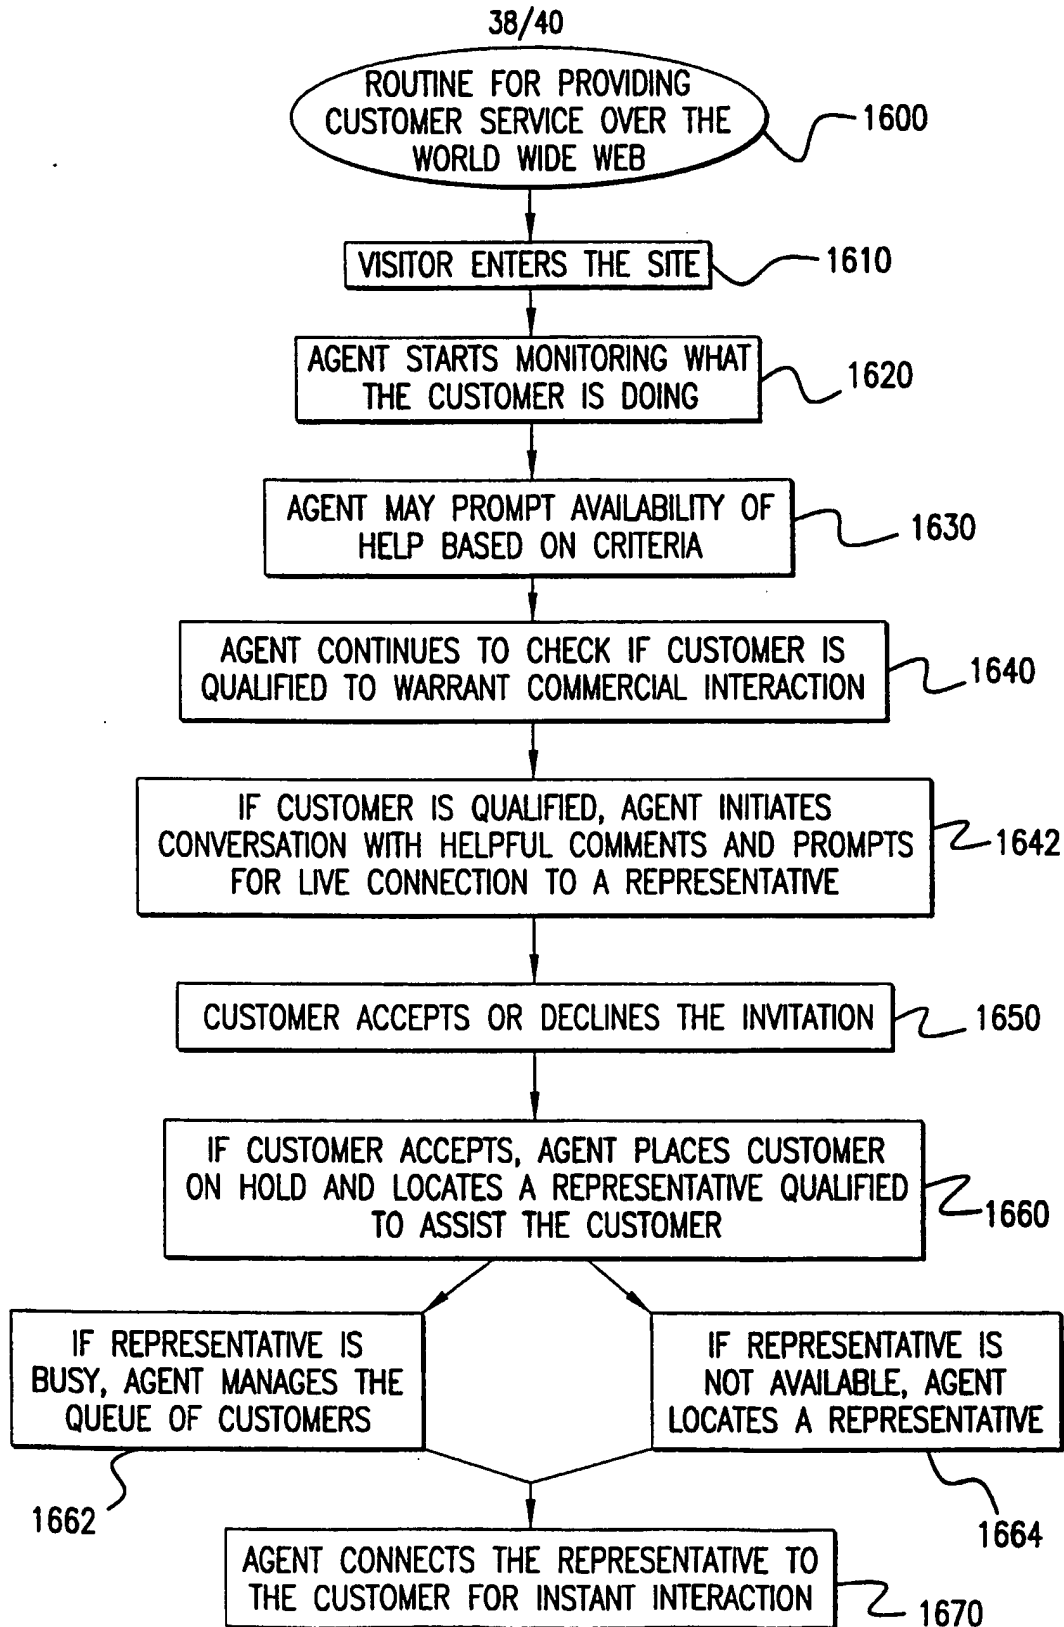 38/40
ROUTINE FOR PROVIDING
CUSTOMER SERVICE OVER THE
WORLD WIDE WEB
1600
VISITOR ENTERS THE SITE
1610
AGENT STARTS MONITORING WHAT
THE CUSTOMER IS DOING
1620
AGENT MAY PROMPT AVAILABILITY OF
HELP BASED ON CRITERIA
1630
AGENT CONTINUES TO CHECK IF CUSTOMER IS
QUALIFIED TO WARRANT COMMERCIAL INTERACTION
1640
IF CUSTOMER IS QUALIFIED, AGENT INITIATES
CONVERSATION WITH HELPFUL COMMENTS AND PROMPTS
FOR LIVE CONNECTION TO A REPRESENTATIVE
1642
CUSTOMER ACCEPTS OR DECLINES THE INVITATION
1650
IF CUSTOMER ACCEPTS, AGENT PLACES CUSTOMER
ON HOLD AND LOCATES A REPRESENTATIVE QUALIFIED
TO ASSIST THE CUSTOMER
1660
IF REPRESENTATIVE IS
BUSY, AGENT MANAGES THE
QUEUE OF CUSTOMERS
1662
IF REPRESENTATIVE IS
NOT AVAILABLE, AGENT
LOCATES A REPRESENTATIVE
1664
AGENT CONNECTS THE REPRESENTATIVE TO
THE CUSTOMER FOR INSTANT INTERACTION
1670